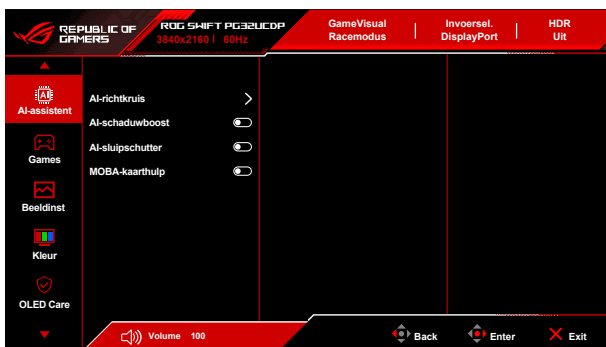 REPUBLIC OF
GAMERS
ROG SWIFT PG32UCDP
3840x2160 | 60Hz
GameVisual
Racemodus
Invoersel.
DisplayPort
HDR
Uit
AI
AI-assistent
Games
Beeldinst
Kleur
OLED Care
AI-richtkruis
AI-schaduwboost
AI-sluipschutter
MOBA-kaarthulp
Volume 100
Back
Enter
Exit